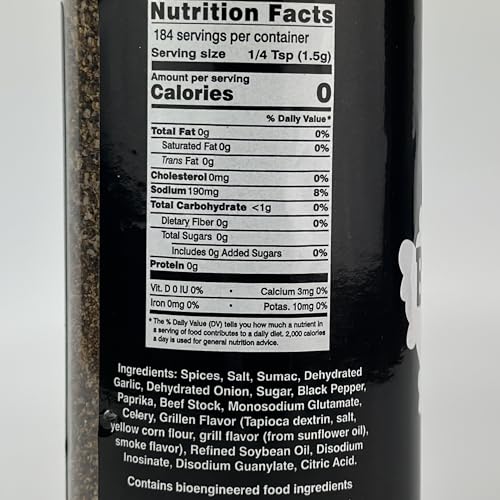 Nutrition Facts
184 servings per container
Serving size 1/4 Tsp (1.5g)
Amount per serving
Calories 0
% Daily Value*
Total Fat 0g 0%
Saturated Fat 0g 0%
Trans Fat 0g
Cholesterol 0mg 0%
Sodium 190mg 8%
Total Carbohydrate <1g 0%
Dietary Fiber 0g 0%
Total Sugars 0g
Includes 0g Added Sugars 0%
Protein 0g
Vit. D 0 IU 0% • Calcium 3mg 0%
Iron 0mg 0% • Potas. 10mg 0%
* The % Daily Value (DV) tells you how much a nutrient in
a serving of food contributes to a daily diet. 2,000 calories
a day is used for general nutrition advice.
Ingredients: Spices, Salt, Sumac, Dehydrated
Garlic, Dehydrated Onion, Sugar, Black Pepper,
Paprika, Beef Stock, Monosodium Glutamate,
Celery, Grillen Flavor (Tapioca dextrin, salt,
yellow corn flour, grill flavor (from sunflower oil),
smoke flavor), Refined Soybean Oil, Disodium
Inosinate, Disodium Guanylate, Citric Acid.
Contains bioengineered food ingredients